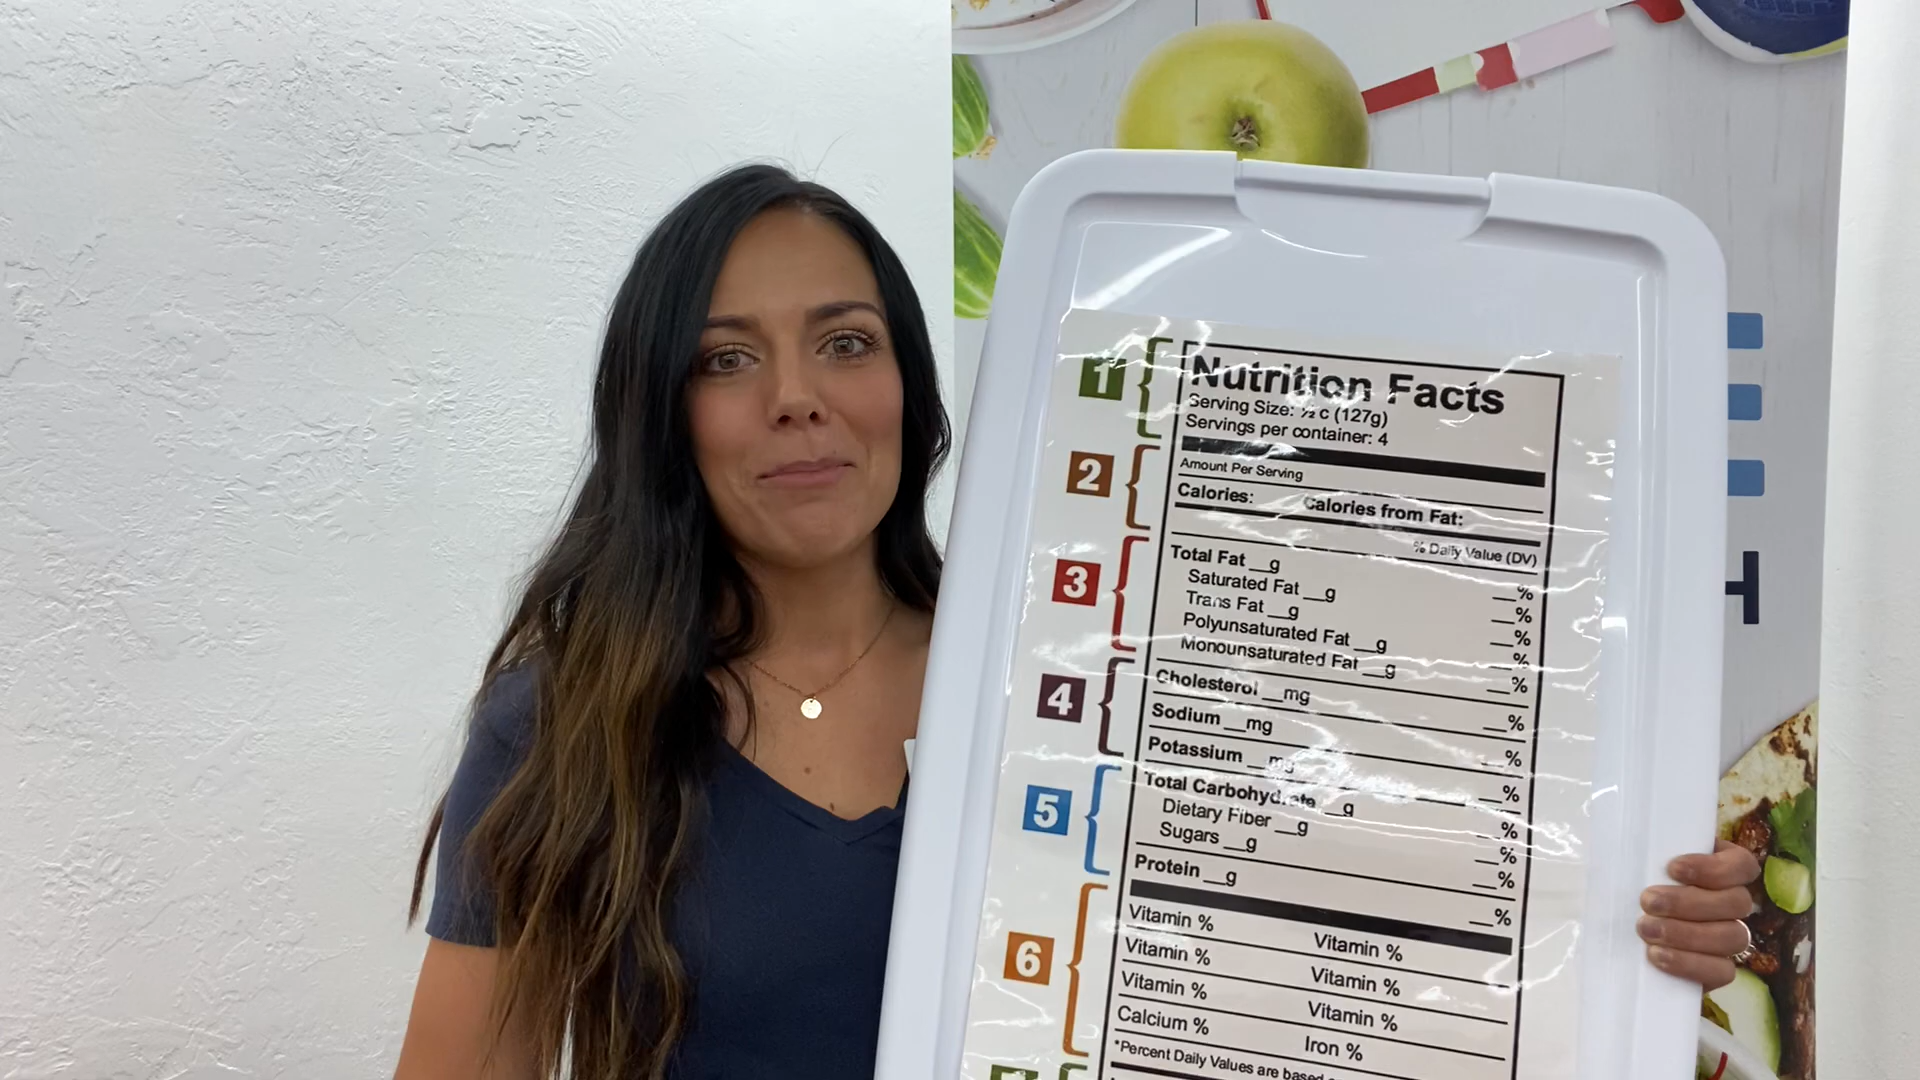 1
Nutrition Facts
Serving Size: ½ c (127g)
Servings per container: 4
2
Amount Per Serving
Calories: Calories from Fat:
% Daily Value (DV)
3
Total Fat __g __%
Saturated Fat __g __%
Trans Fat __g __%
Polyunsaturated Fat __g __%
Monounsaturated Fat __g __%
4
Cholesterol __mg __%
Sodium __mg __%
Potassium __mg __%
5
Total Carbohydrate __g __%
Dietary Fiber __g __%
Sugars __g __%
Protein __g __%
6
Vitamin % Vitamin %
Vitamin % Vitamin %
Vitamin % Vitamin %
Calcium % Iron %
*Percent Daily Values are based